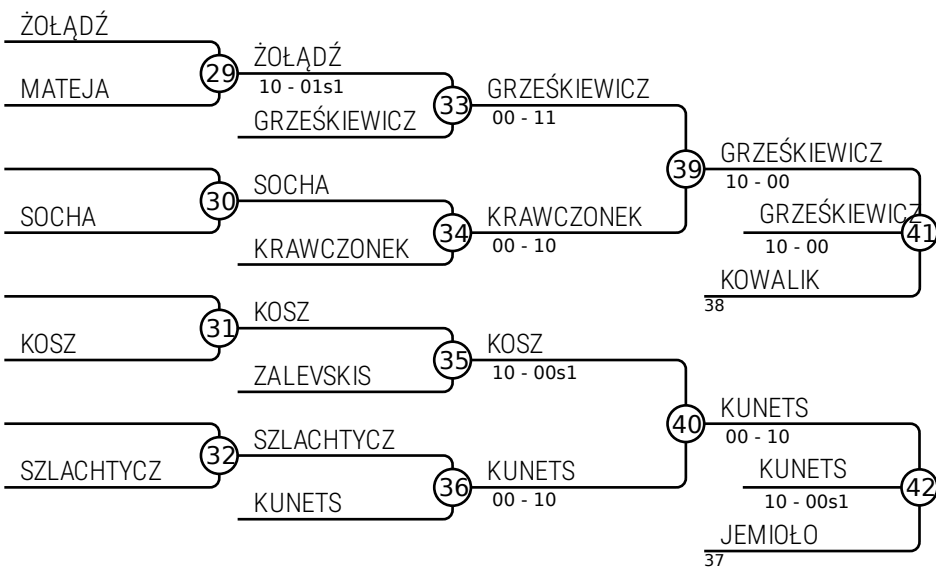 ŻOŁĄDŹ
MATEJA
29
ŻOŁĄDŹ
10 - 01s1
GRZEŚKIEWICZ
33
GRZEŚKIEWICZ
00 - 11
SOCHA
30
SOCHA
KRAWCZONEK
34
KRAWCZONEK
00 - 10
39
GRZEŚKIEWICZ
10 - 00
GRZEŚKIEWICZ
10 - 00
41
KOWALIK
38
KOSZ
31
KOSZ
ZALEVSKIS
35
KOSZ
10 - 00s1
SZLACHTYCZ
32
SZLACHTYCZ
KUNETS
36
KUNETS
00 - 10
40
KUNETS
00 - 10
KUNETS
10 - 00s1
42
JEMIOŁO
37